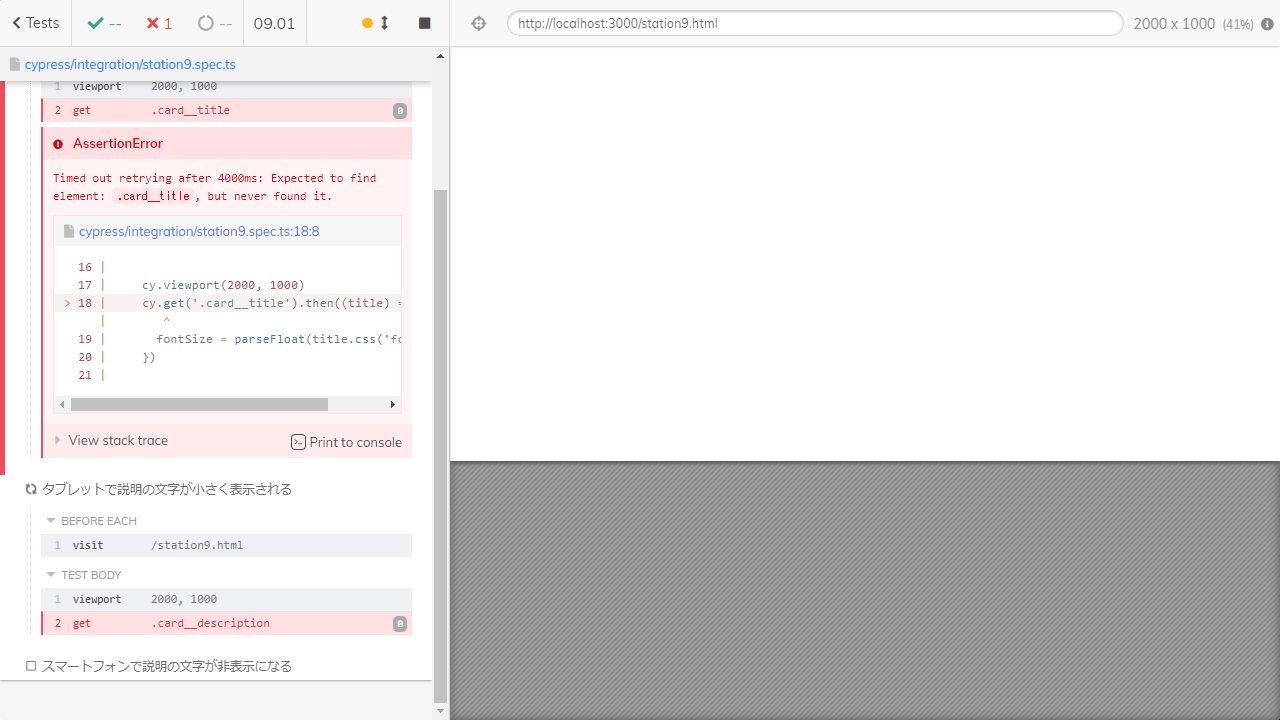 Tests
--
1
--
09.01
http://localhost:3000/station9.html
2000 x 1000 (41%)
cypress/integration/station9.spec.ts
1 viewport 2000, 1000
2 get .card__title 0
AssertionError
Timed out retrying after 4000ms: Expected to find
element: .card__title, but never found it.
cypress/integration/station9.spec.ts:18:8
16 |
17 | cy.viewport(2000, 1000)
> 18 | cy.get('.card__title').then((title) =
| ^
19 | fontSize = parseFloat(title.css('fo
20 | })
21 |
View stack trace
Print to console
タブレットで説明の文字が小さく表示される
BEFORE EACH
1 visit /station9.html
TEST BODY
1 viewport 2000, 1000
2 get .card__description 0
スマートフォンで説明の文字が非表示になる